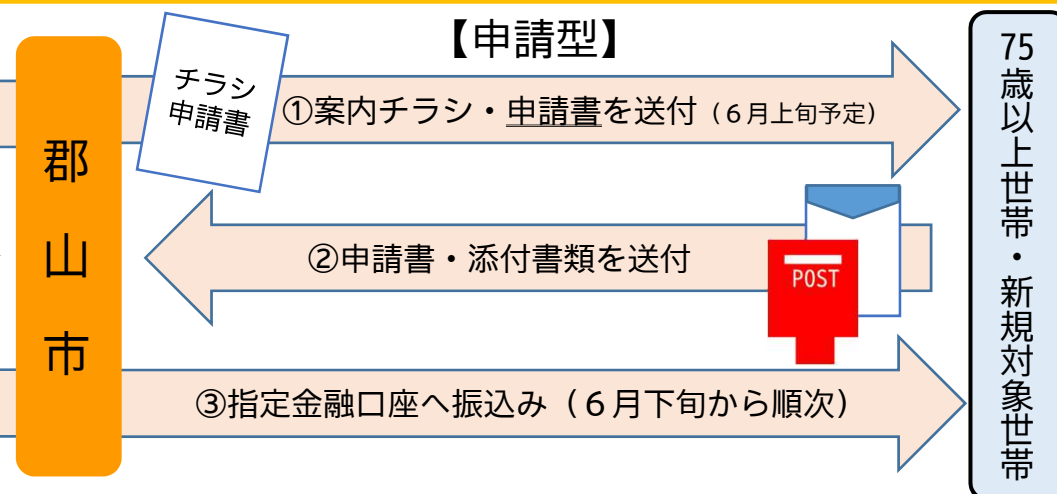 【申請型】
郡山市
チラシ
申請書
①案内チラシ・申請書を送付(6月上旬予定)
②申請書・添付書類を送付
POST
③指定金融口座へ振込み(6月下旬から順次)
75歳以上世帯・新規対象世帯